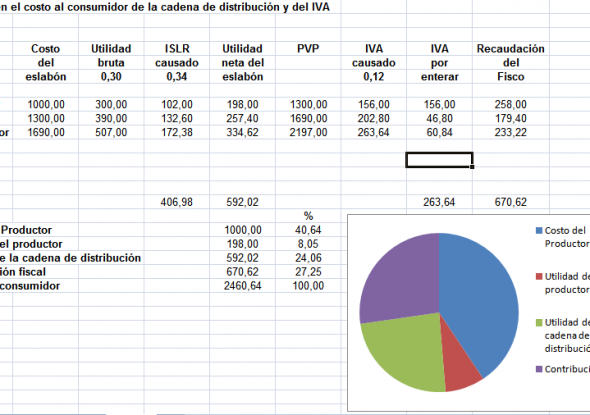 en el costo al consumidor de la cadena de distribución y del IVA
Costo Utilidad ISLR Utilidad PVP IVA IVA Recaudación
del bruta causado neta del causado por del
eslabón 0,30 0,34 eslabón 0,12 enterar Fisco
1000,00 300,00 102,00 198,00 1300,00 156,00 156,00 258,00
1300,00 390,00 132,60 257,40 1690,00 202,80 46,80 179,40
or 1690,00 507,00 172,38 334,62 2197,00 263,64 60,84 233,22
406,98 592,02 263,64 670,62
%
Productor 1000,00 40,64
el productor 198,00 8,05
e la cadena de distribución 592,02 24,06
ión fiscal 670,62 27,25
consumidor 2460,64 100,00
Costo del
Productor
Utilidad de
productor
Utilidad de
cadena de
distribució
Contribuci